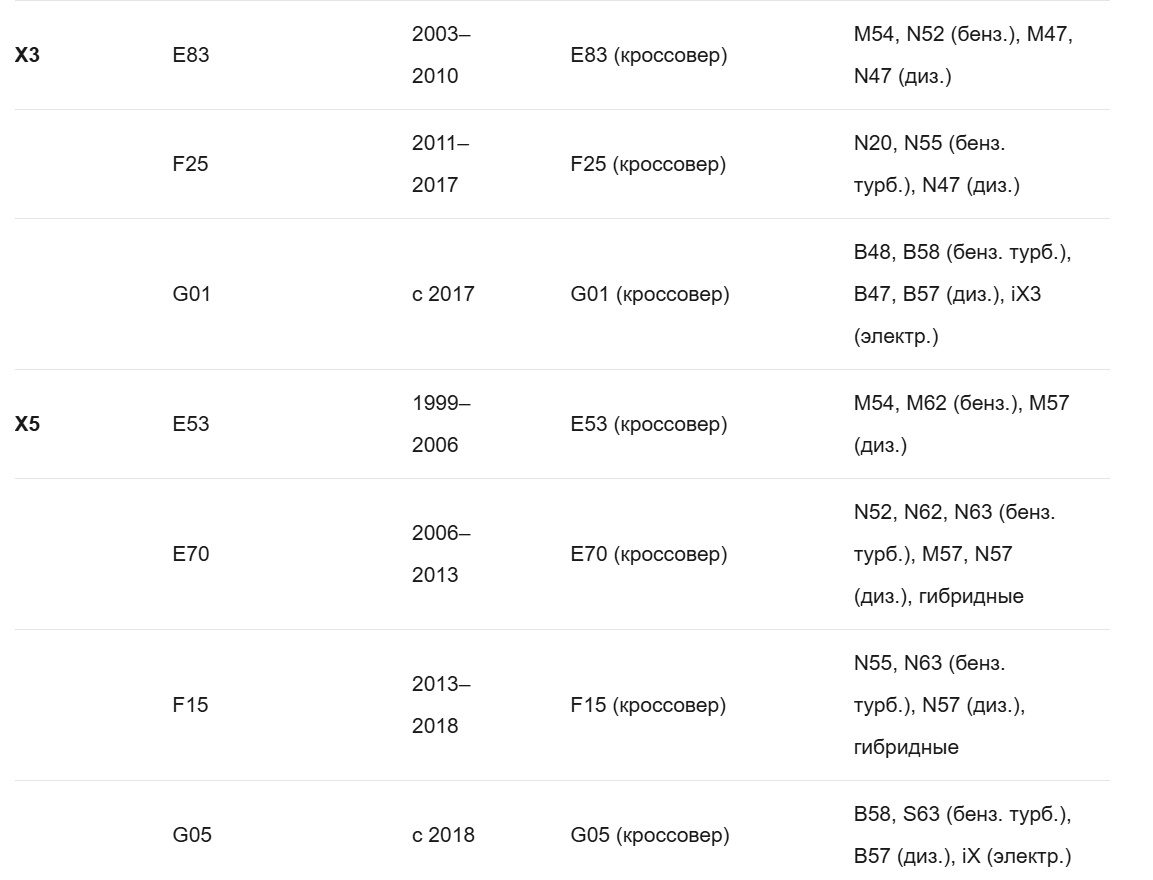 X3 E83 2003– E83 (кроссовер) M54, N52 (бенз.), M47,
2010 N47 (диз.)
F25 2011– F25 (кроссовер) N20, N55 (бенз.
2017 турб.), N47 (диз.)
G01 с 2017 G01 (кроссовер) B48, B58 (бенз. турб.),
B47, B57 (диз.), iX3
(электр.)
X5 E53 1999– E53 (кроссовер) M54, M62 (бенз.), M57
2006 (диз.)
E70 2006– E70 (кроссовер) N52, N62, N63 (бенз.
2013 турб.), M57, N57
(диз.), гибридные
F15 2013– F15 (кроссовер) N55, N63 (бенз.
2018 турб.), N57 (диз.),
гибридные
G05 с 2018 G05 (кроссовер) B58, S63 (бенз. турб.),
B57 (диз.), iX (электр.)